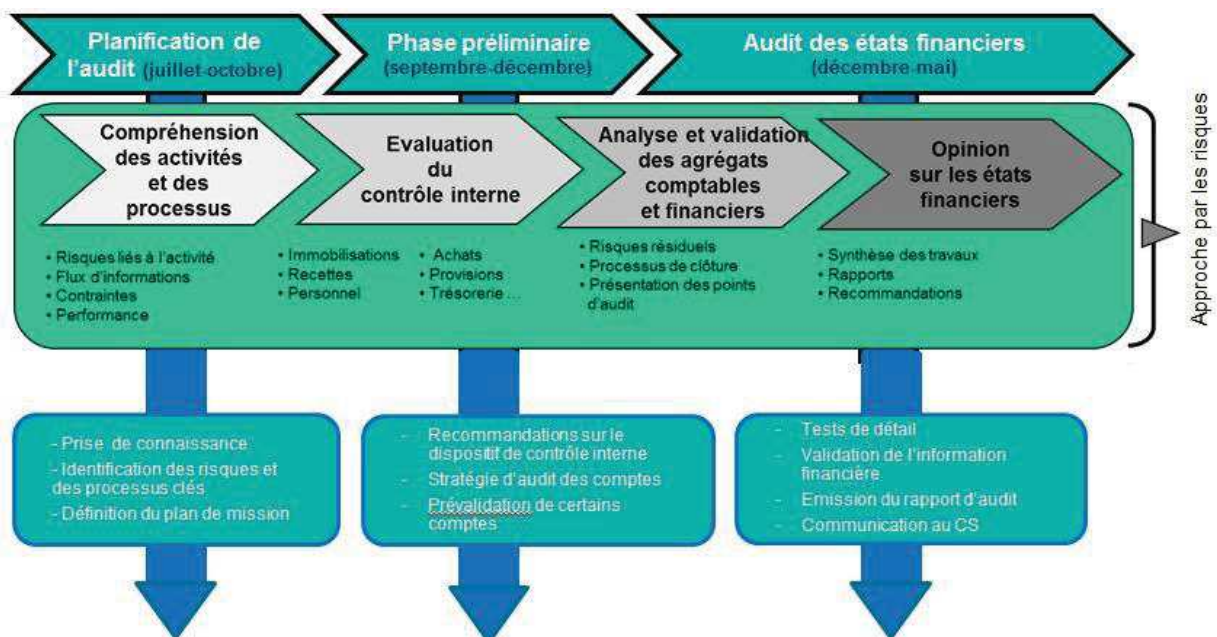 Planification de
l'audit (juillet-octobre)
Phase préliminaire
(septembre-décembre)
Audit des états financiers
(décembre-mai)
Compréhension
des activités
et des
processus
Evaluation
du
contrôle interne
Analyse et validation
des agrégats
comptables
et financiers
Opinion
sur les états
financiers
• Risques liés à l'activité
• Flux d'informations
• Contraintes
• Performance
• Immobilisations
• Recettes
• Personnel
• Achats
• Provisions
• Trésorerie ...
• Risques résiduels
• Processus de clôture
• Présentation des points
d'audit
• Synthèse des travaux
• Rapports
• Recommandations
Approche par les risques
- Prise de connaissance
- Identification des risques et
des processus clés
- Définition du plan de mission
- Recommandations sur le
dispositif de contrôle interne
- Stratégie d'audit des comptes
- Prévalidation de certains
comptes
- Tests de détail
- Validation de l'information
financière
- Emission du rapport d'audit
- Communication au CS